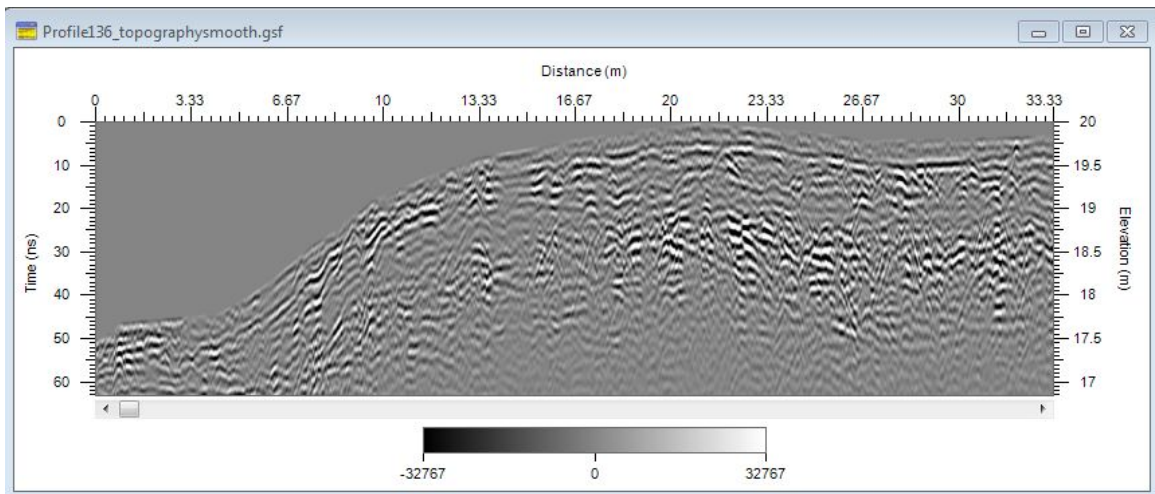 Profile136_topographysmooth.gsf
Distance (m)
0 3.33 6.67 10 13.33 16.67 20 23.33 26.67 30 33.33
0 20
10 19.5
20 19
30 18.5
40 18
50 17.5
60 17
Time (ns)
Elevation (m)
-32767 0 32767